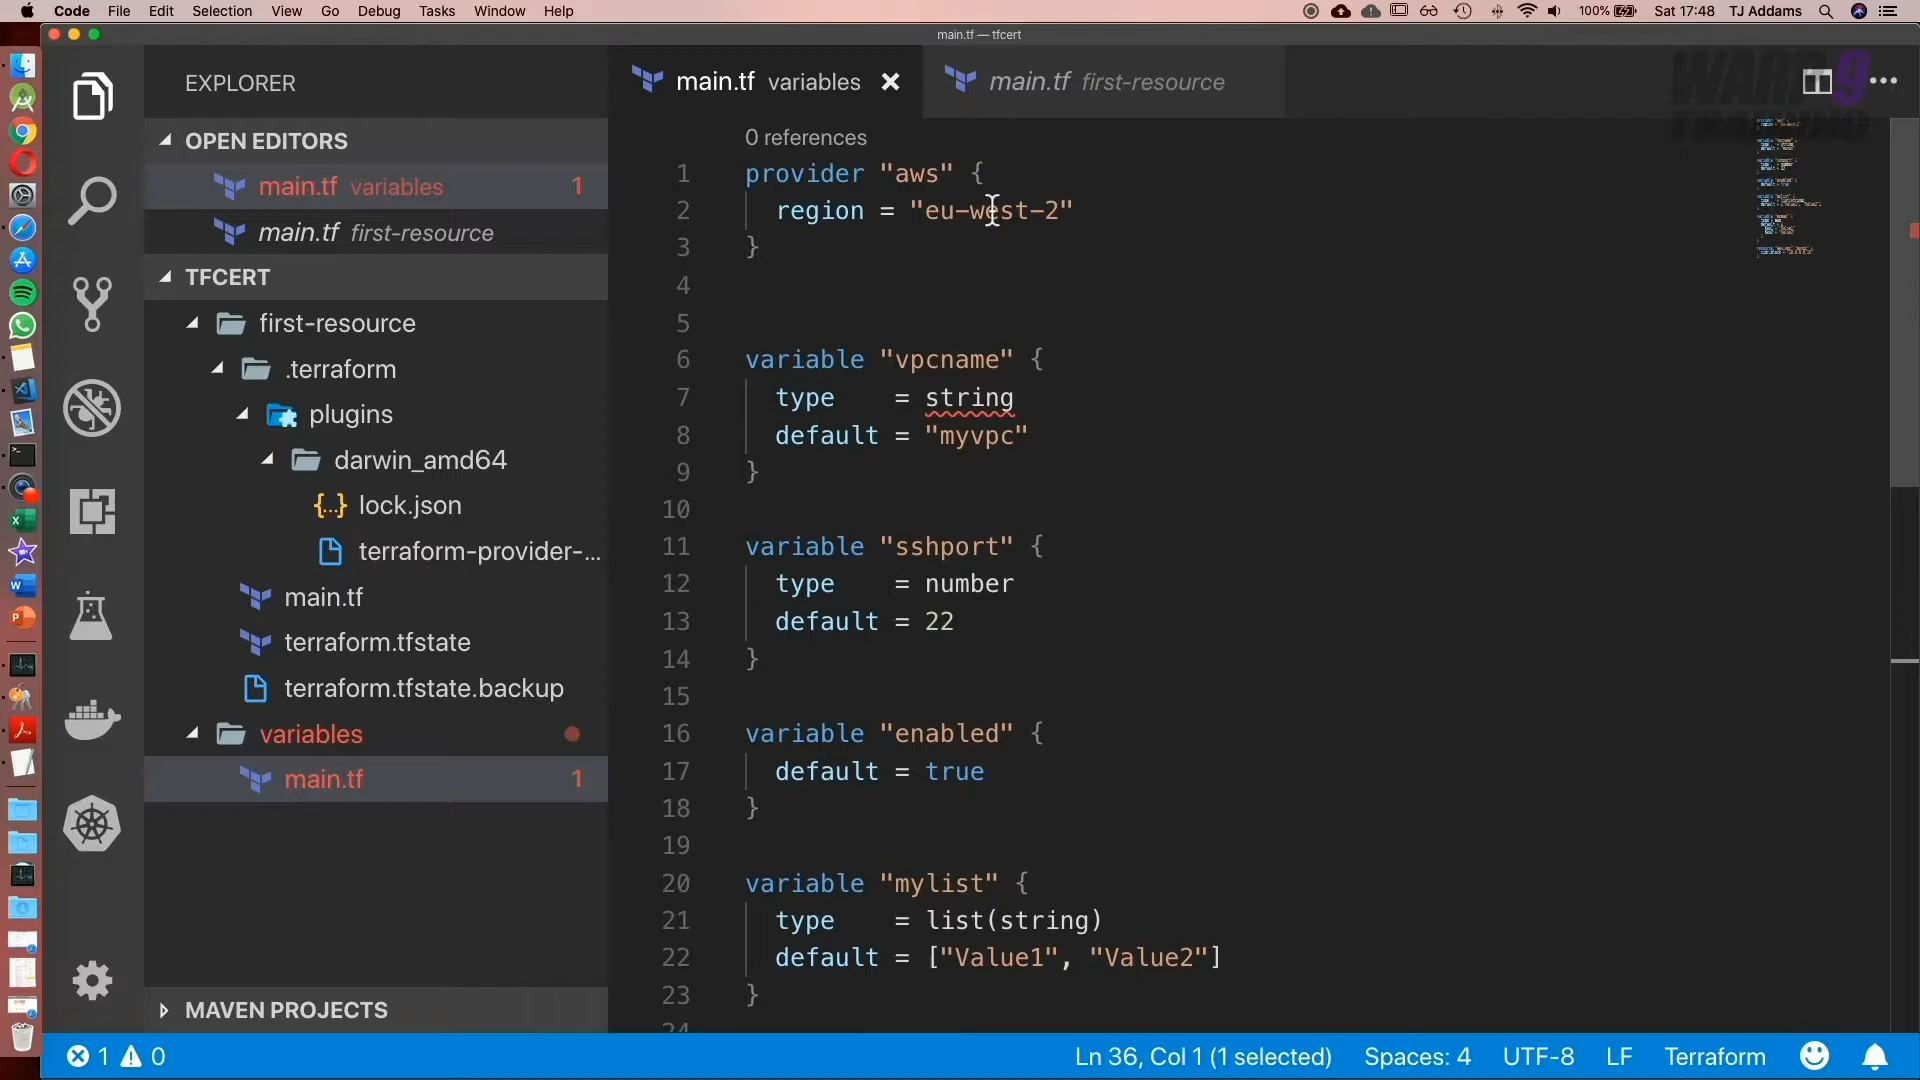 Code File Edit Selection View Go Debug Tasks Window Help 100% Sat 17:48 TJ Addams
main.tf — tfcert
EXPLORER
main.tf variables
main.tf first-resource
WARP 9
TRAINING
OPEN EDITORS
main.tf variables 1
main.tf first-resource
TFCERT
first-resource
.terraform
plugins
darwin_amd64
{...} lock.json
terraform-provider-...
main.tf
terraform.tfstate
terraform.tfstate.backup
variables
main.tf 1
MAVEN PROJECTS
0 references
1 provider "aws" {
2 region = "eu-west-2"
3 }
4
5
6 variable "vpcname" {
7 type = string
8 default = "myvpc"
9 }
10
11 variable "sshport" {
12 type = number
13 default = 22
14 }
15
16 variable "enabled" {
17 default = true
18 }
19
20 variable "mylist" {
21 type = list(string)
22 default = ["Value1", "Value2"]
23 }
24
1 0 Ln 36, Col 1 (1 selected) Spaces: 4 UTF-8 LF Terraform